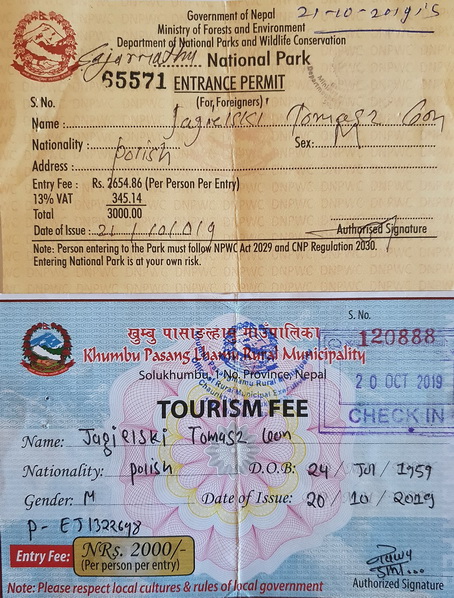 Government of Nepal
21-10-2019
Ministry of Forests and Environment
Department of National Parks and Wildlife Conservation
National Park
65571 ENTRANCE PERMIT
S. No. (For Foreigners)
Name : Jagielski Tomasz Leon
Nationality : polish Sex:
Address :
Entry Fee : Rs. 2654.86 (Per Person Per Entry)
13% VAT 345.14
Total 3000.00
Date of Issue : 21/10/019 Authorised Signature
Note: Person entering to the Park must follow NPWC Act 2029 and CNP Regulation 2030.
Entering National Park is at your own risk.
S. No.
120888
खुम्बु पासाङल्हामु गाउँपालिका
Khumbu Pasang Lhamu Rural Municipality
Solukhumbu, 1-No. Province, Nepal
20 OCT 2019
CHECK IN
TOURISM FEE
Name: Jagielski Tomasz Leon
Nationality: polish D.O.B: 24 / Jul / 1959
Gender: M Date of Issue: 20 / 10 / 2019
P- EJ1322698
Entry Fee: NRs. 2000/-
(Per person per entry)
Authorized Signature
Note: Please respect local cultures & rules of local government